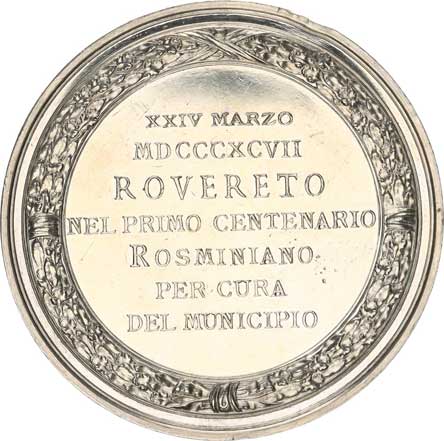 XXIV MARZO
MDCCCXCVII
ROVERETO
NEL PRIMO CENTENARIO
ROSMINIANO
PER CURA
DEL MUNICIPIO